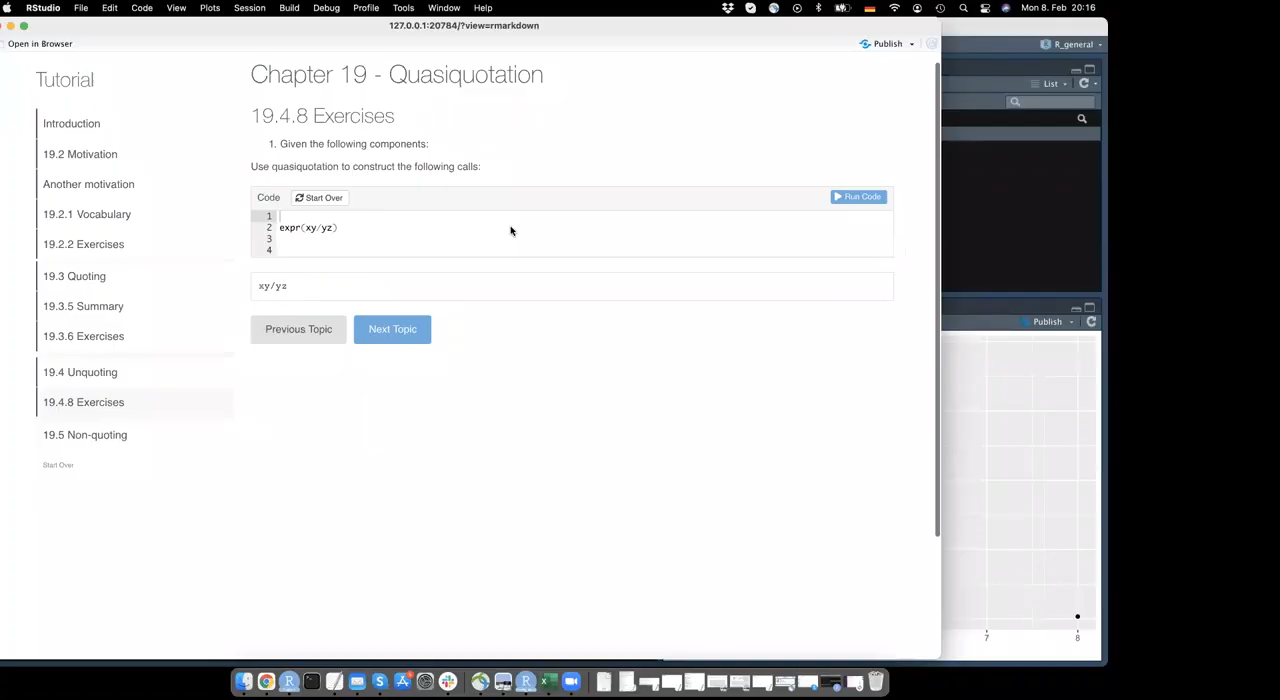 RStudio File Edit Code View Plots Session Build Debug Profile Tools Window Help Mon 8. Feb 20:16
127.0.0.1:20784/?view=rmarkdown
Open in Browser
Publish
R_general
List
Tutorial
Introduction
19.2 Motivation
Another motivation
19.2.1 Vocabulary
19.2.2 Exercises
19.3 Quoting
19.3.5 Summary
19.3.6 Exercises
19.4 Unquoting
19.4.8 Exercises
19.5 Non-quoting
Start Over
Chapter 19 - Quasiquotation
19.4.8 Exercises
1. Given the following components:
Use quasiquotation to construct the following calls:
Code Start Over Run Code
1
2 expr(xy/yz)
3
4
xy/yz
Previous Topic Next Topic
Publish
7 8